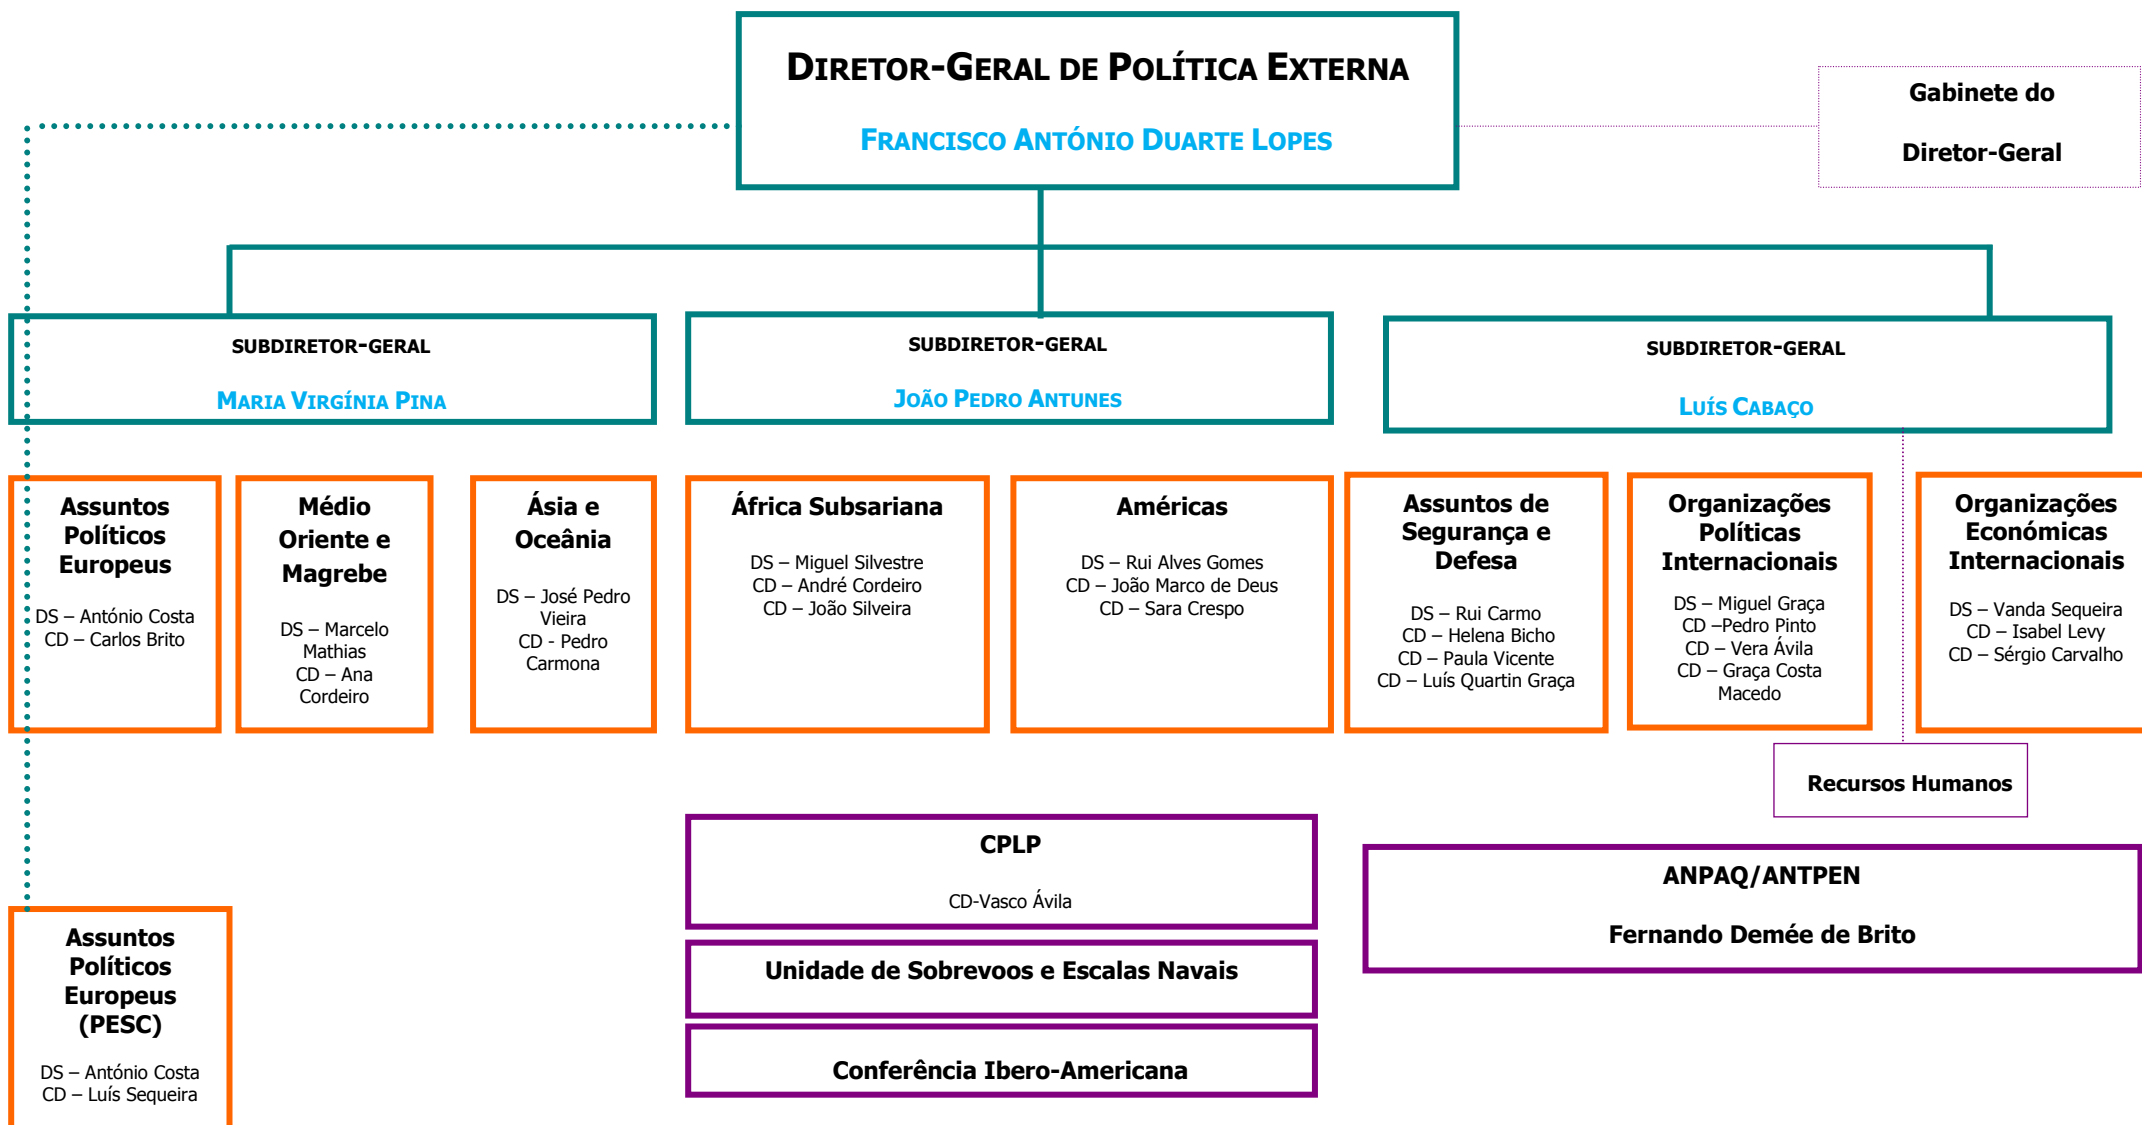 DIRETOR-GERAL DE POLÍTICA EXTERNA
FRANCISCO ANTÓNIO DUARTE LOPES
Gabinete do
Diretor-Geral
SUBDIRETOR-GERAL
MARIA VIRGÍNIA PINA
SUBDIRETOR-GERAL
JOÃO PEDRO ANTUNES
SUBDIRETOR-GERAL
LUÍS CABAÇO
Assuntos
Políticos
Europeus
DS – António Costa
CD – Carlos Brito
Médio
Oriente e
Magrebe
DS – Marcelo
Mathias
CD – Ana
Cordeiro
Ásia e
Oceânia
DS – José Pedro
Vieira
CD - Pedro
Carmona
África Subsariana
DS – Miguel Silvestre
CD – André Cordeiro
CD – João Silveira
Américas
DS – Rui Alves Gomes
CD – João Marco de Deus
CD – Sara Crespo
Assuntos de
Segurança e
Defesa
DS – Rui Carmo
CD – Helena Bicho
CD – Paula Vicente
CD – Luís Quartin Graça
Organizações
Políticas
Internacionais
DS – Miguel Graça
CD –Pedro Pinto
CD – Vera Ávila
CD – Graça Costa
Macedo
Organizações
Económicas
Internacionais
DS – Vanda Sequeira
CD – Isabel Levy
CD – Sérgio Carvalho
Recursos Humanos
CPLP
CD-Vasco Ávila
Unidade de Sobrevoos e Escalas Navais
Conferência Ibero-Americana
ANPAQ/ANTPEN
Fernando Demée de Brito
Assuntos
Políticos
Europeus
(PESC)
DS – António Costa
CD – Luís Sequeira